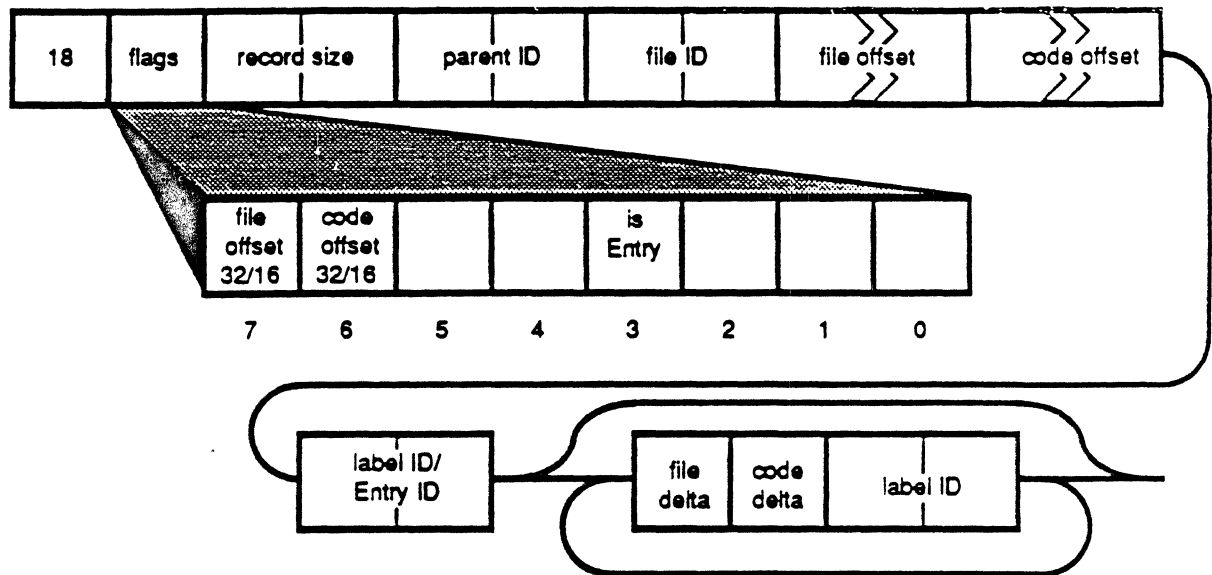 18 flags record size parent ID file ID file offset code offset
file offset 32/16
code offset 32/16
is Entry
7 6 5 4 3 2 1 0
label ID/
Entry ID
file delta
code delta
label ID